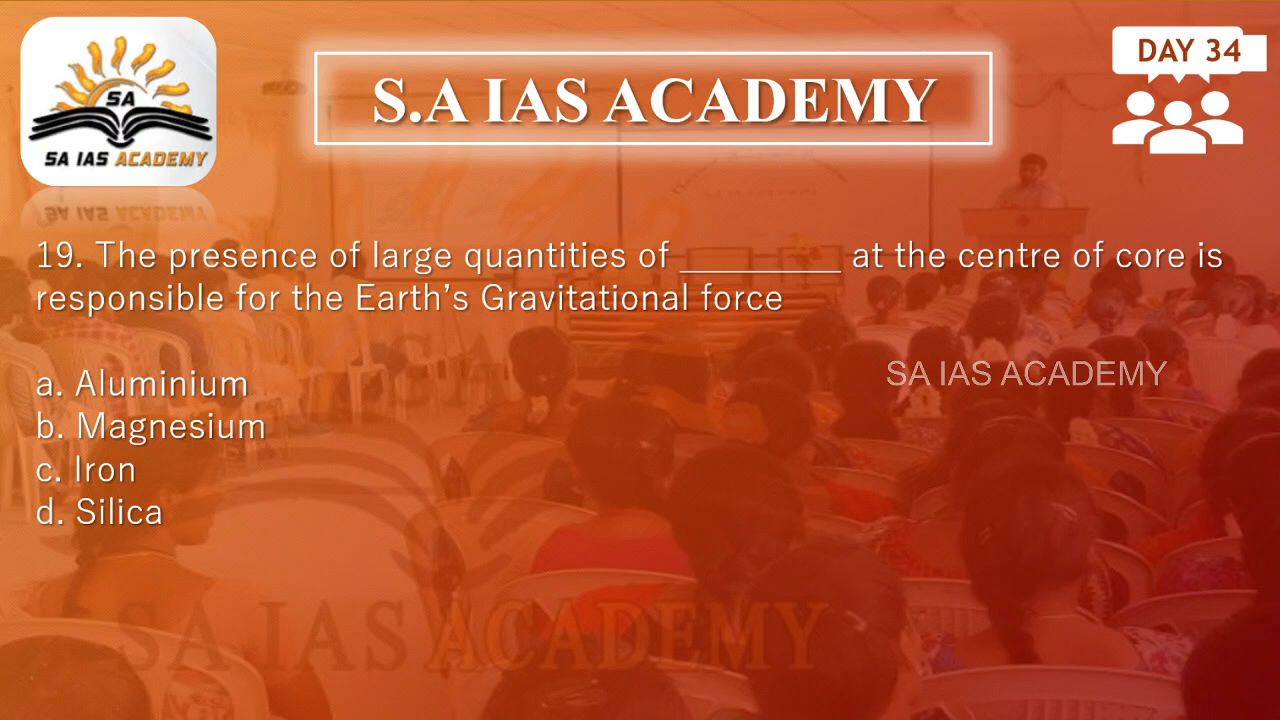 SA
SA IAS ACADEMY
S.A IAS ACADEMY
DAY 34
19. The presence of large quantities of _________ at the centre of core is
responsible for the Earth’s Gravitational force
a. Aluminium
b. Magnesium
c. Iron
d. Silica
SA IAS ACADEMY
SA IAS ACADEMY